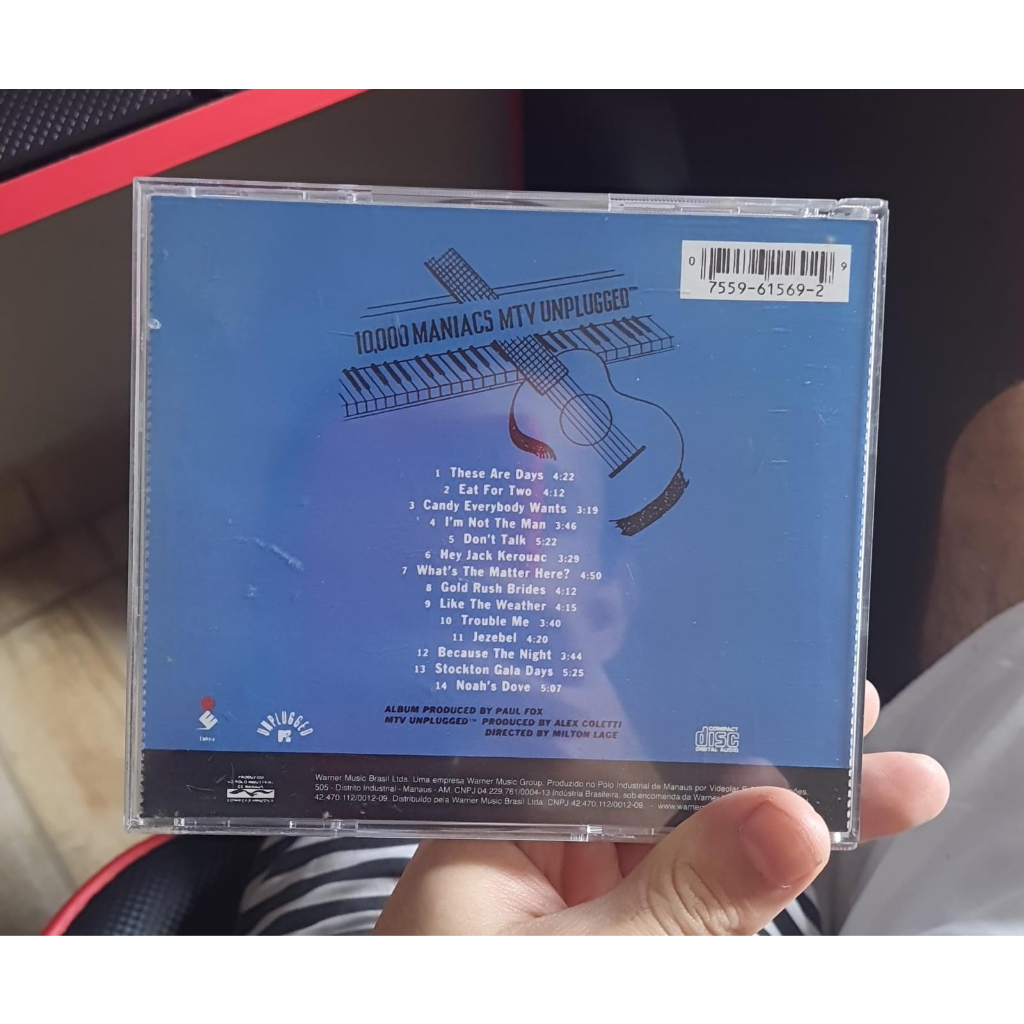 0 7559-61569-2 9
10,000 MANIACS MTV UNPLUGGED™
1 These Are Days 4:22
2 Eat For Two 4:12
3 Candy Everybody Wants 3:19
4 I'm Not The Man 3:46
5 Don't Talk 5:22
6 Hey Jack Kerouac 3:29
7 What's The Matter Here? 4:50
8 Gold Rush Brides 4:12
9 Like The Weather 4:15
10 Trouble Me 3:40
11 Jezebel 4:20
12 Because The Night 3:44
13 Stockton Gala Days 5:25
14 Noah's Dove 5:07
ALBUM PRODUCED BY PAUL FOX
MTV UNPLUGGED™ PRODUCED BY ALEX COLETTI
DIRECTED BY MILTON LAGE
UNPLUGGED
COMPACT
disc
DIGITAL AUDIO
Warner Music Brasil Ltda. Uma empresa Warner Music Group. Produzido no Pólo Industrial de Manaus por Videolar
505 - Distrito Industrial - Manaus - AM. CNPJ 04.229.761/0004-13 Indústria Brasileira, sob encomenda da Warner
42.470.112/0012-09. Distribuído pela Warner Music Brasil Ltda. CNPJ 42.470.112/0012-09. - www.warner